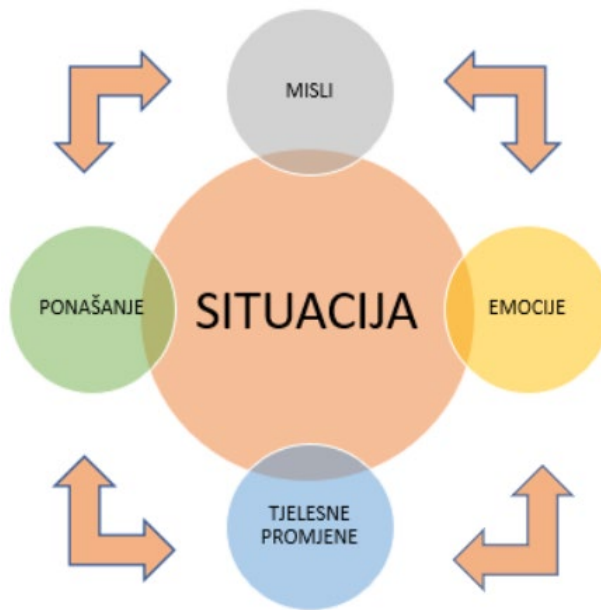 MISLI
PONAŠANJE
SITUACIJA
EMOCIJE
TJELESNE
PROMJENE